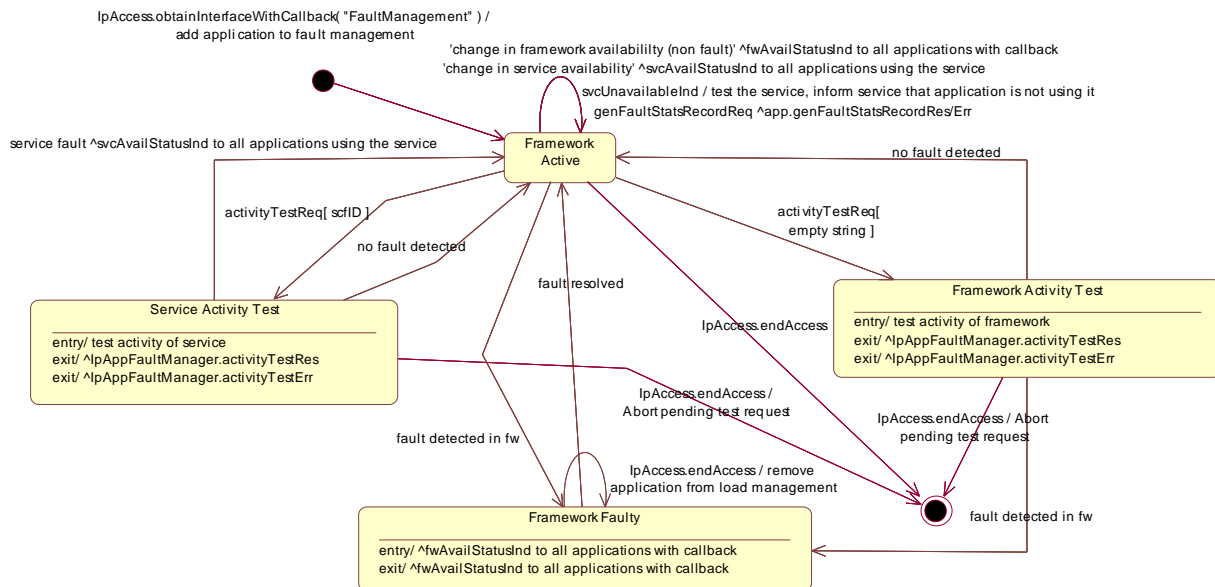 IpAccess.obtainInterfaceWithCallback( "FaultManagement" ) /
add application to fault management
'change in framework availabilility (non fault)' ^fwAvailStatusInd to all applications with callback
'change in service availability' ^svcAvailStatusInd to all applications using the service
svcUnavailableInd / test the service, inform service that application is not using it
genFaultStatsRecordReq ^app.genFaultStatsRecordRes/Err
service fault ^svcAvailStatusInd to all applications using the service
Framework
Active
no fault detected
activityTestReq[ scfID ]
activityTestReq[
empty string ]
no fault detected
fault resolved
Service Activity Test
entry/ test activity of service
exit/ ^IpAppFaultManager.activityTestRes
exit/ ^IpAppFaultManager.activityTestErr
Framework Activity Test
entry/ test activity of framework
exit/ ^IpAppFaultManager.activityTestRes
exit/ ^IpAppFaultManager.activityTestErr
IpAccess.endAccess
IpAccess.endAccess /
Abort pending test request
IpAccess.endAccess / Abort
pending test request
fault detected in fw
IpAccess.endAccess / remove
application from load management
fault detected in fw
Framework Faulty
entry/ ^fwAvailStatusInd to all applications with callback
exit/ ^fwAvailStatusInd to all applications with callback